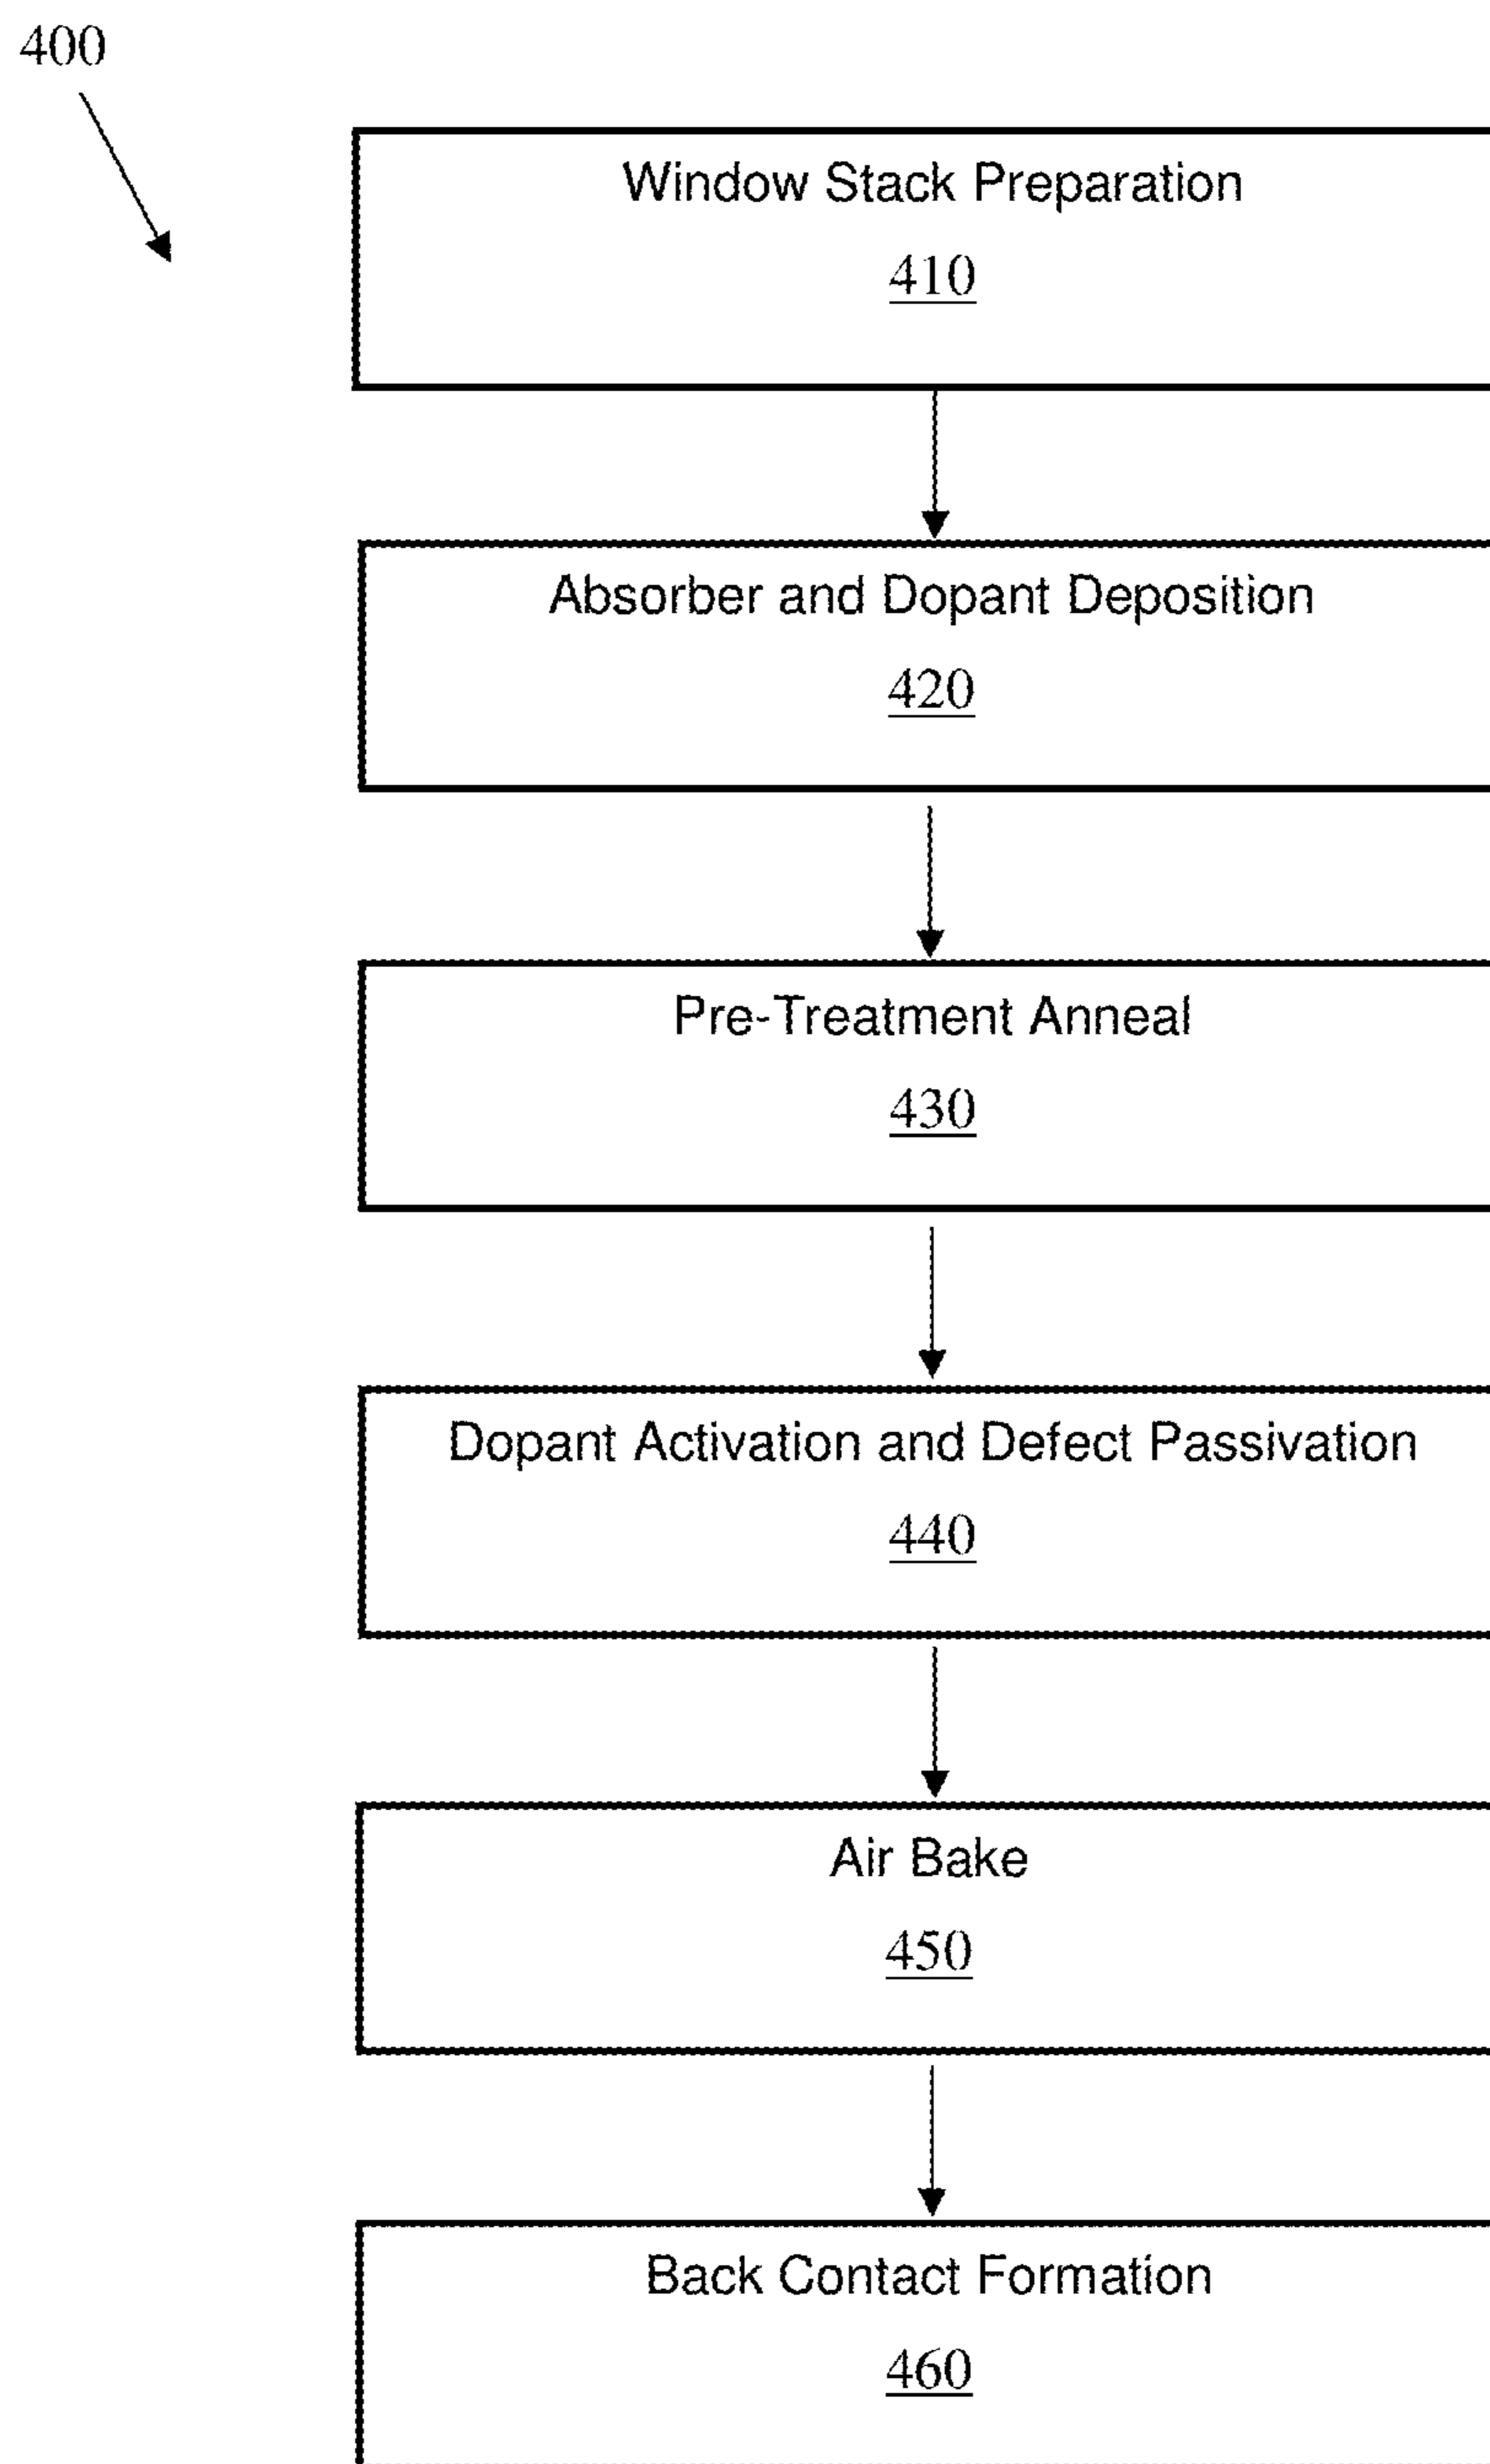 400
Window Stack Preparation
410
Absorber and Dopant Deposition
420
Pre-Treatment Anneal
430
Dopant Activation and Defect Passivation
440
Air Bake
450
Back Contact Formation
460